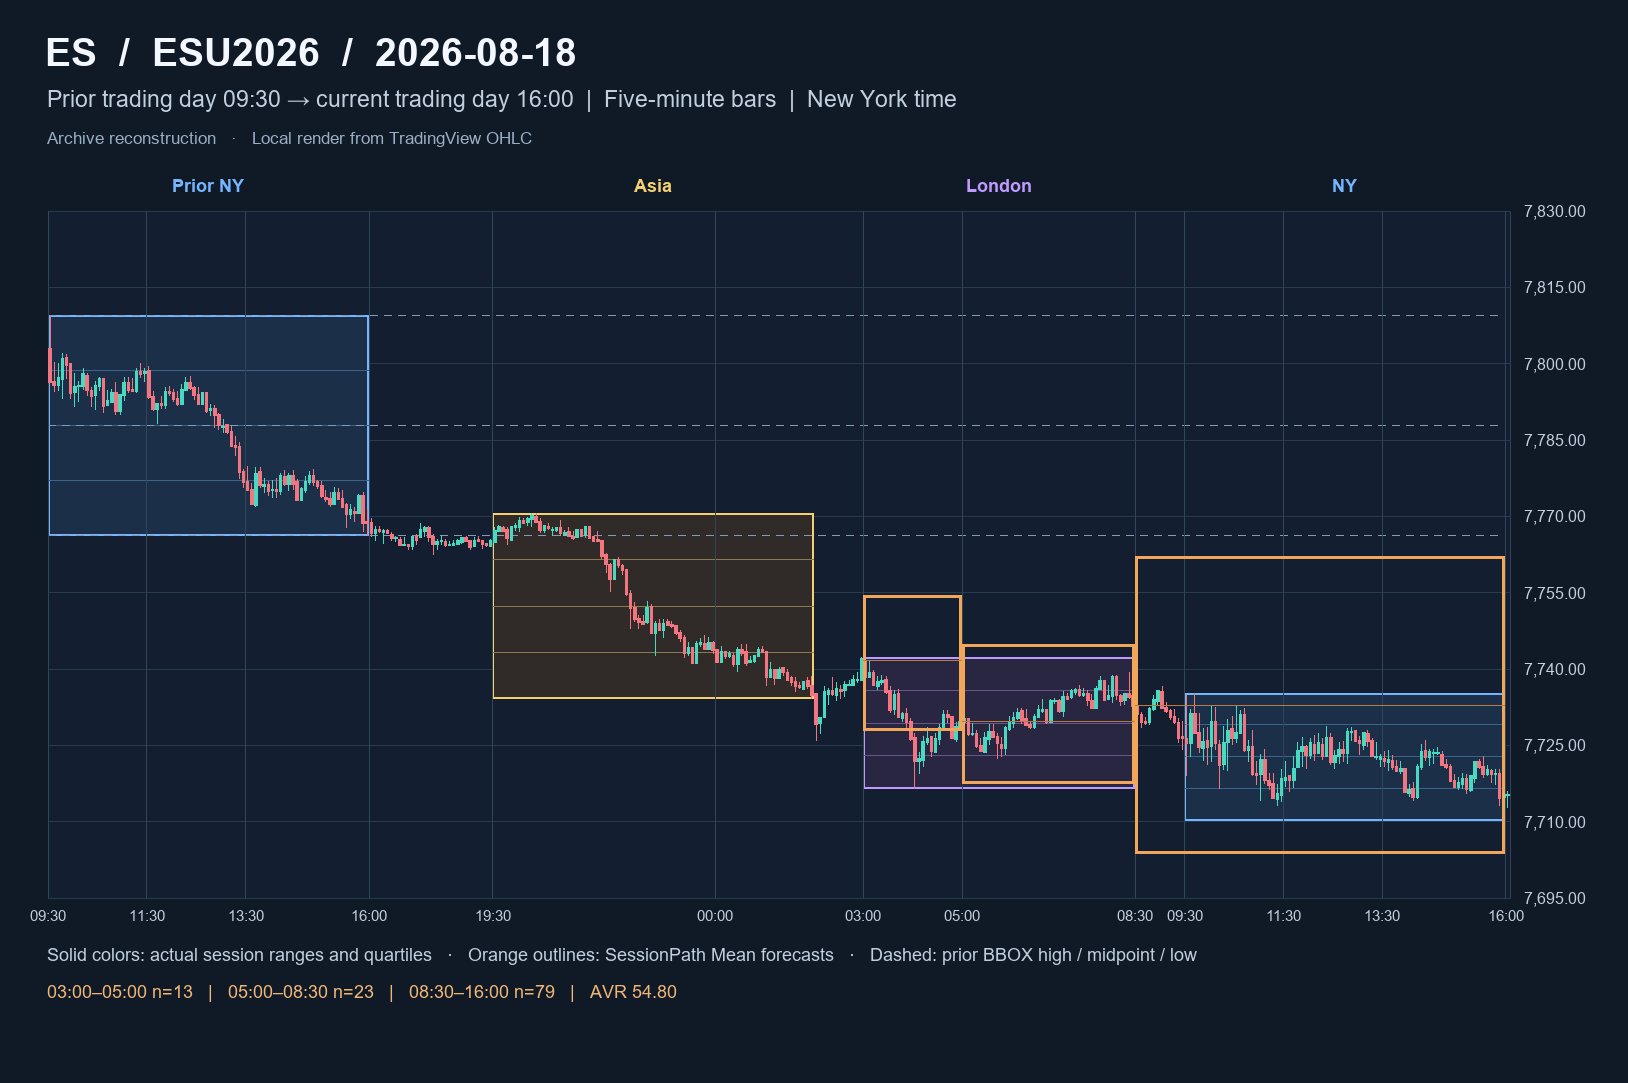 ES / ESU2026 / 2026-08-18
Prior trading day 09:30 → current trading day 16:00 | Five-minute bars | New York time
Archive reconstruction · Local render from TradingView OHLC
Prior NY Asia London NY
7,830.00
7,815.00
7,800.00
7,785.00
7,770.00
7,755.00
7,740.00
7,725.00
7,710.00
7,695.00
09:30 11:30 13:30 16:00 19:30 00:00 03:00 05:00 08:30 09:30 11:30 13:30 16:00
Solid colors: actual session ranges and quartiles · Orange outlines: SessionPath Mean forecasts · Dashed: prior BBOX high / midpoint / low
03:00–05:00 n=13 | 05:00–08:30 n=23 | 08:30–16:00 n=79 | AVR 54.80